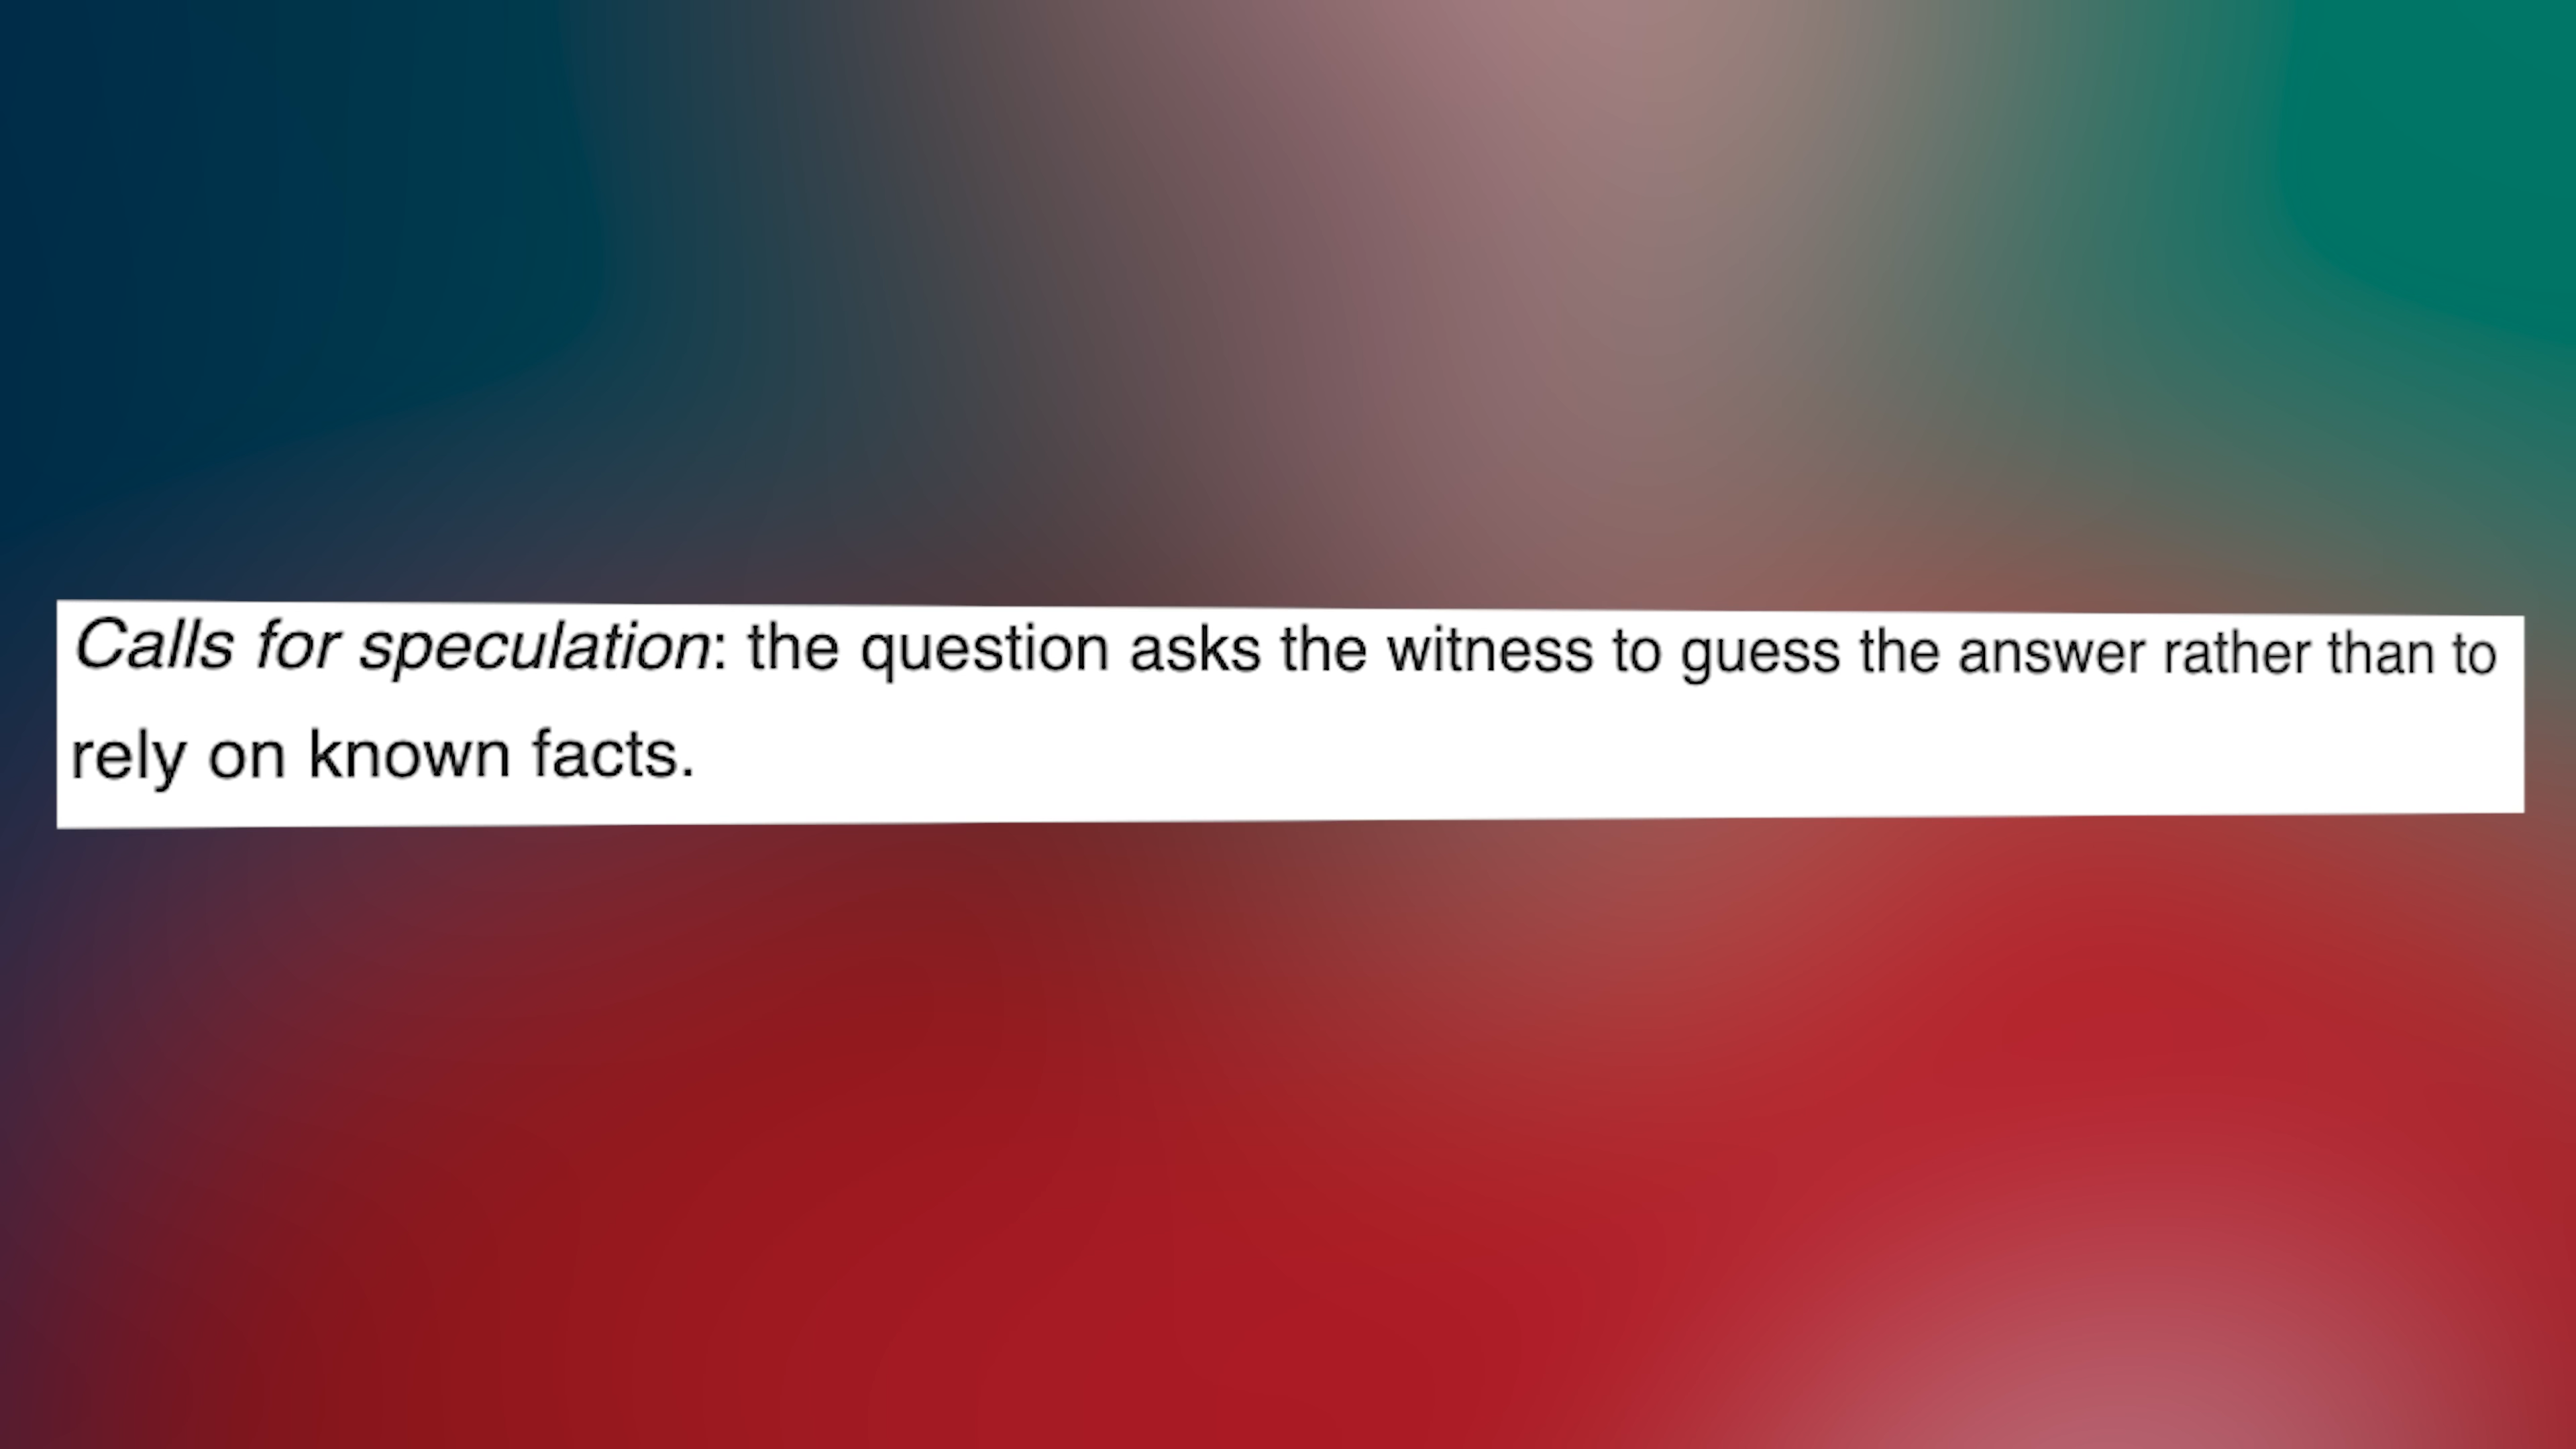 Calls for speculation: the question asks the witness to guess the answer rather than to
rely on known facts.